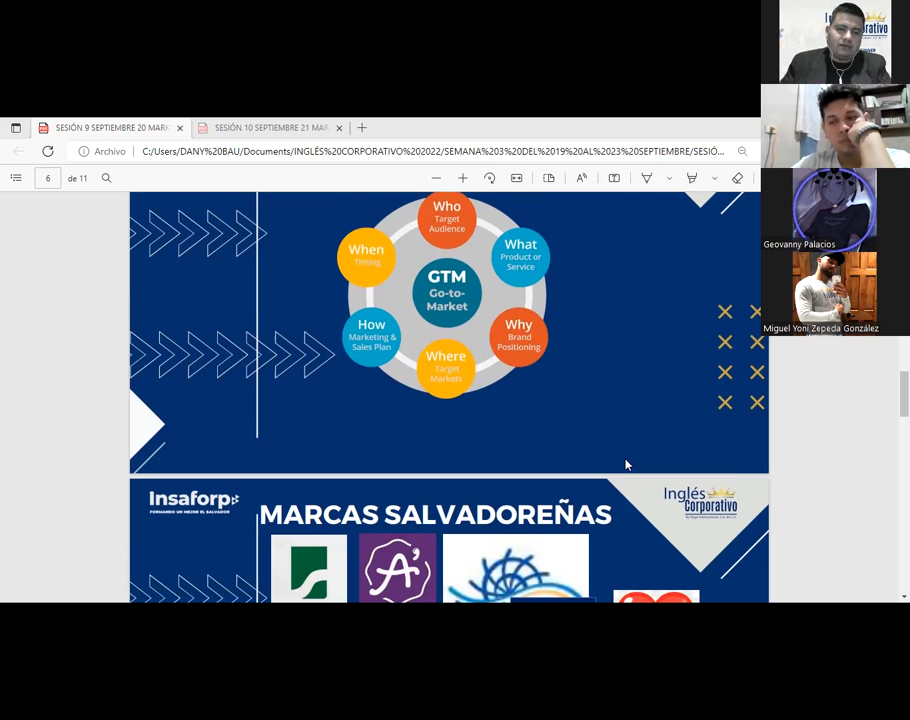 SESIÓN 9 SEPTIEMBRE 20 MARK
SESIÓN 10 SEPTIEMBRE 21 MAR
Archivo
C:/Users/DANY%20BAU/Documents/INGLÉS%20CORPORATIVO%202022/SEMANA%203%20DEL%2019%20AL%2023%20SEPTIEMBRE/SESIÓ...
6
de 11
Who
Target
Audience
When
Timing
What
Product or
Service
GTM
Go-to-
Market
How
Marketing &
Sales Plan
Why
Brand
Positioning
Where
Target
Markets
Insaforp
FORMANDO UN MEJOR EL SALVADOR
MARCAS SALVADOREÑAS
Inglés
Corporativo
A'
Geovanny Palacios
Miguel Yoni Zepeda González